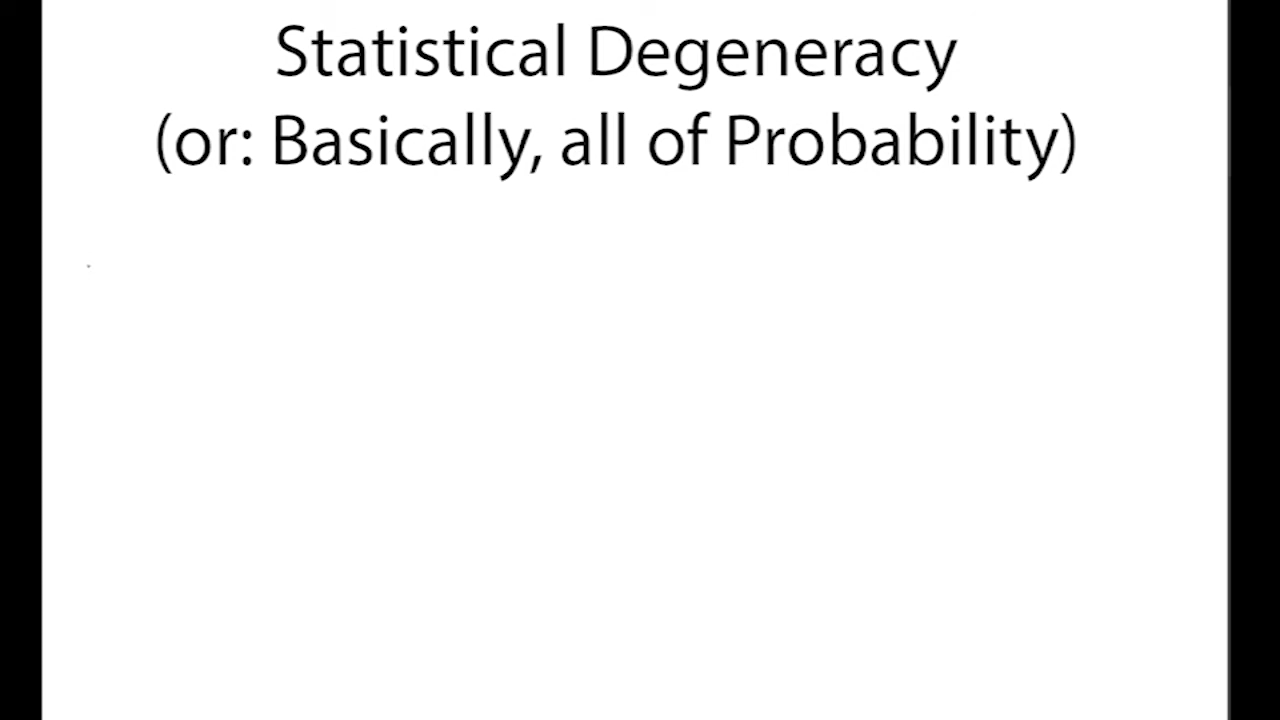 Statistical Degeneracy
(or: Basically, all of Probability)